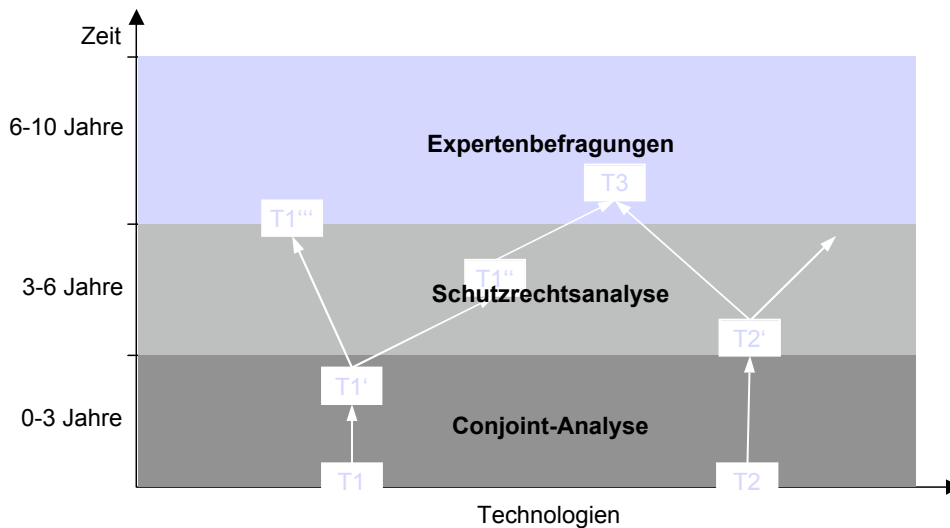 Zeit
6-10 Jahre
Expertenbefragungen
T3
T1“‘
T1“
3-6 Jahre
Schutzrechtsanalyse
T2‘
T1‘
0-3 Jahre
Conjoint-Analyse
T1
T2
Technologien